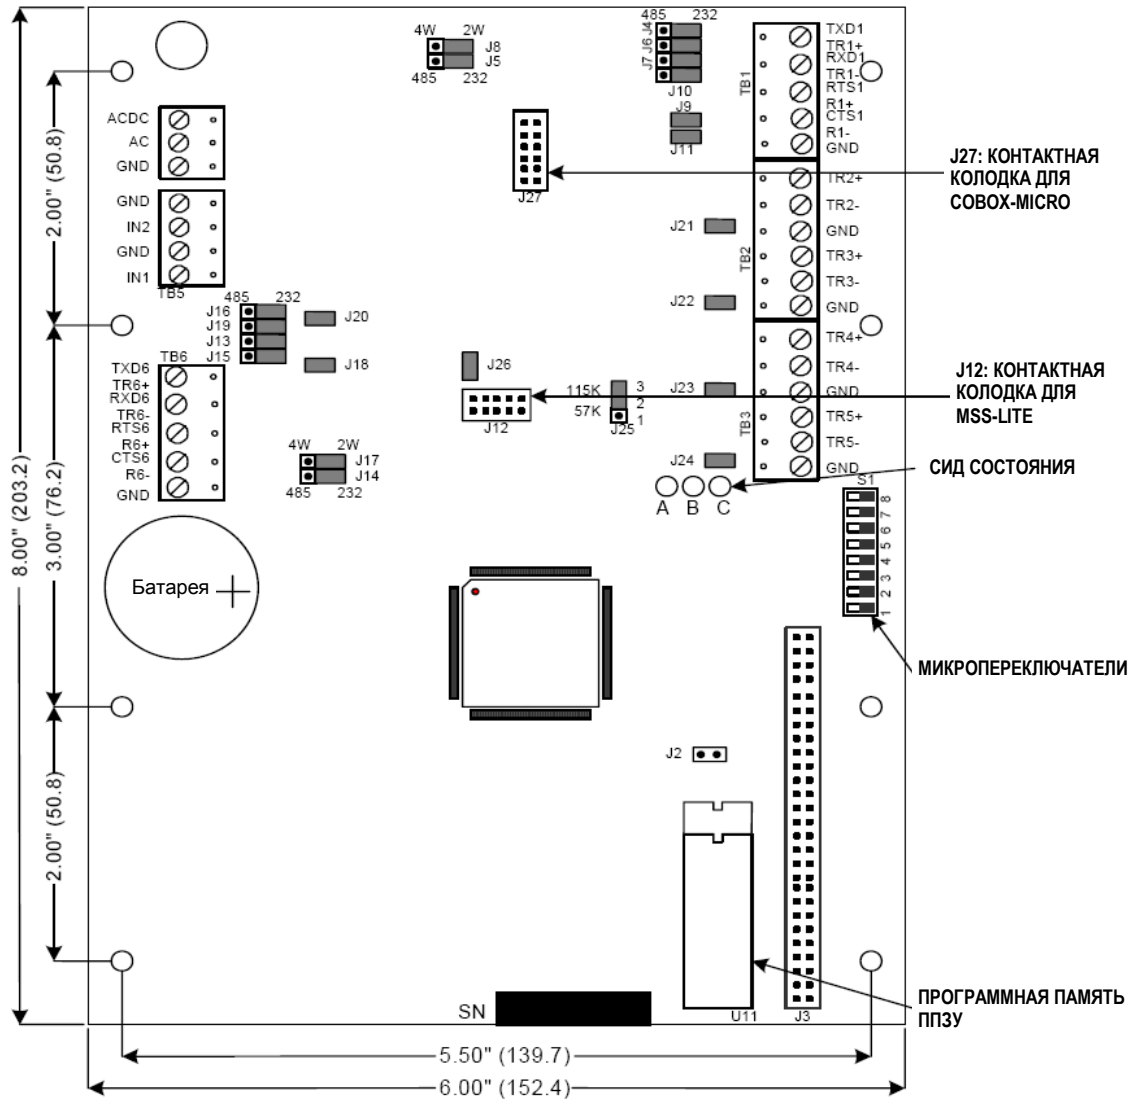 4W 2W
J8
J5
485 232
485 232
J4
J6
J7
J10
J9
J11
TB1
TXD1
TR1+
RXD1
TR1-
RTS1
R1+
CTS1
R1-
GND
ACDC
AC
GND
GND
IN2
GND
IN1
TB5
J27
J27: КОНТАКТНАЯ
КОЛОДКА ДЛЯ
COBOX-MICRO
TB2
TR2+
TR2-
GND
TR3+
TR3-
GND
J21
J22
485 232
J16
J19
J13
J15
J20
J18
TB6
TXD6
TR6+
RXD6
TR6-
RTS6
R6+
CTS6
R6-
GND
J26
J12
115K
57K
3
2
1
J25
J23
J24
TB3
TR4+
TR4-
GND
TR5+
TR5-
GND
J12: КОНТАКТНАЯ
КОЛОДКА ДЛЯ
MSS-LITE
4W 2W
J17
J14
485 232
A B C
СИД СОСТОЯНИЯ
S1
8
7
6
5
4
3
2
1
МИКРОПЕРЕКЛЮЧАТЕЛИ
Батарея
J2
U11
J3
ПРОГРАММНАЯ ПАМЯТЬ
ППЗУ
SN
2.00" (50.8)
3.00" (76.2)
8.00" (203.2)
2.00" (50.8)
5.50" (139.7)
6.00" (152.4)